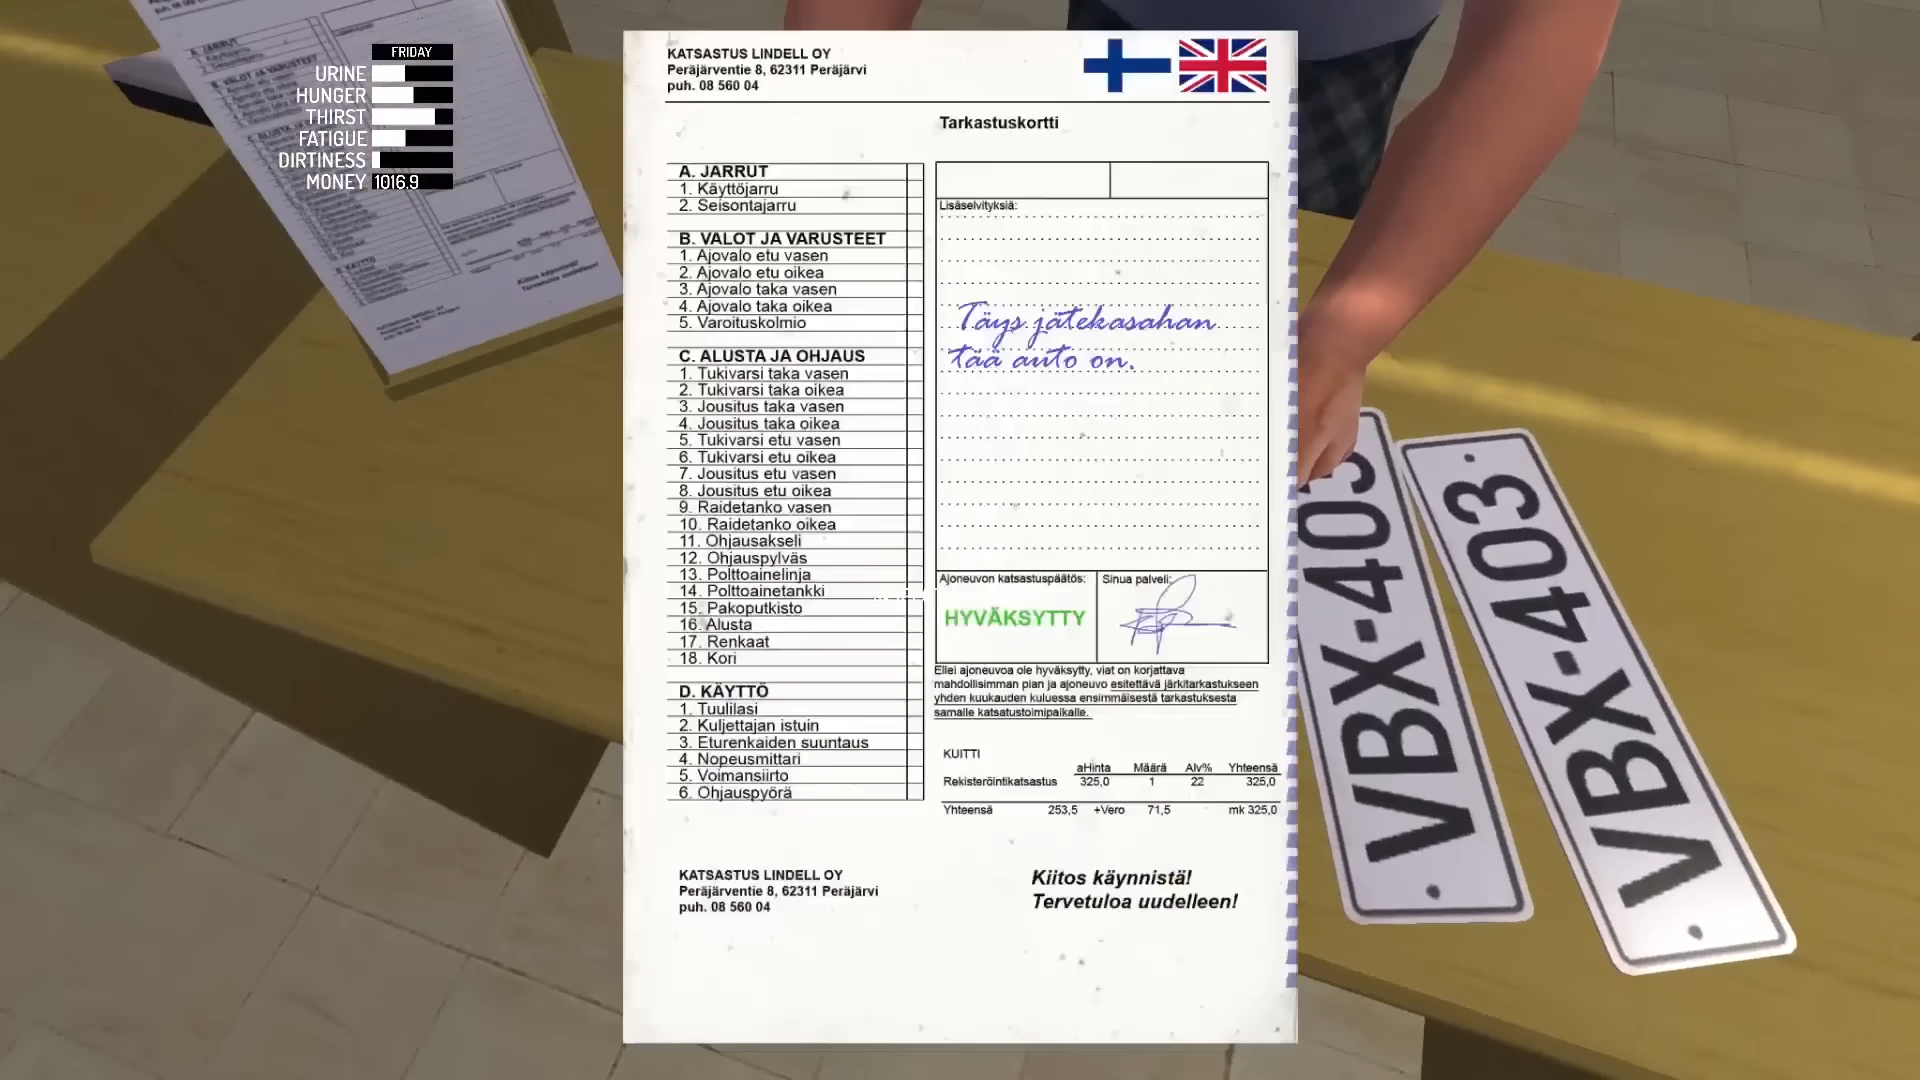 FRIDAY
URINE
HUNGER
THIRST
FATIGUE
DIRTINESS
MONEY 1016.9
KATSASTUS LINDELL OY
Peräjärventie 8, 62311 Peräjärvi
puh. 08 560 04
Tarkastuskortti
A. JARRUT
1. Käyttöjarru
2. Seisontajarru
B. VALOT JA VARUSTEET
1. Ajovalo etu vasen
2. Ajovalo etu oikea
3. Ajovalo taka vasen
4. Ajovalo taka oikea
5. Varoituskolmio
C. ALUSTA JA OHJAUS
1. Tukivarsi taka vasen
2. Tukivarsi taka oikea
3. Jousitus taka vasen
4. Jousitus taka oikea
5. Tukivarsi etu vasen
6. Tukivarsi etu oikea
7. Jousitus etu vasen
8. Jousitus etu oikea
9. Raidetanko vasen
10. Raidetanko oikea
11. Ohjausakseli
12. Ohjauspylväs
13. Polttoainelinja
14. Polttoainetankki
15. Pakoputkisto
16. Alusta
17. Renkaat
18. Kori
D. KÄYTTÖ
1. Tuulilasi
2. Kuljettajan istuin
3. Eturenkaiden suuntaus
4. Nopeusmittari
5. Voimansiirto
6. Ohjauspyörä
Lisäselvityksiä:
Täys jätekasahan
tää auto on.
Ajoneuvon katsastuspäätös:
HYVÄKSYTTY
Sinua palveli:
Ellei ajoneuvoa ole hyväksytty, viat on korjattava
mahdollisimman pian ja ajoneuvo esitettävä järkitarkastukseen
yhden kuukauden kuluessa ensimmäisestä tarkastuksesta
samalle katsatustoimipaikalle.
KUITTI
aHinta Määrä Alv% Yhteensä
Rekisteröintikatsastus 325,0 1 22 325,0
Yhteensä 253,5 +Vero 71,5 mk 325,0
KATSASTUS LINDELL OY
Peräjärventie 8, 62311 Peräjärvi
puh. 08 560 04
Kiitos käynnistä!
Tervetuloa uudelleen!
VBX-403
VBX-403